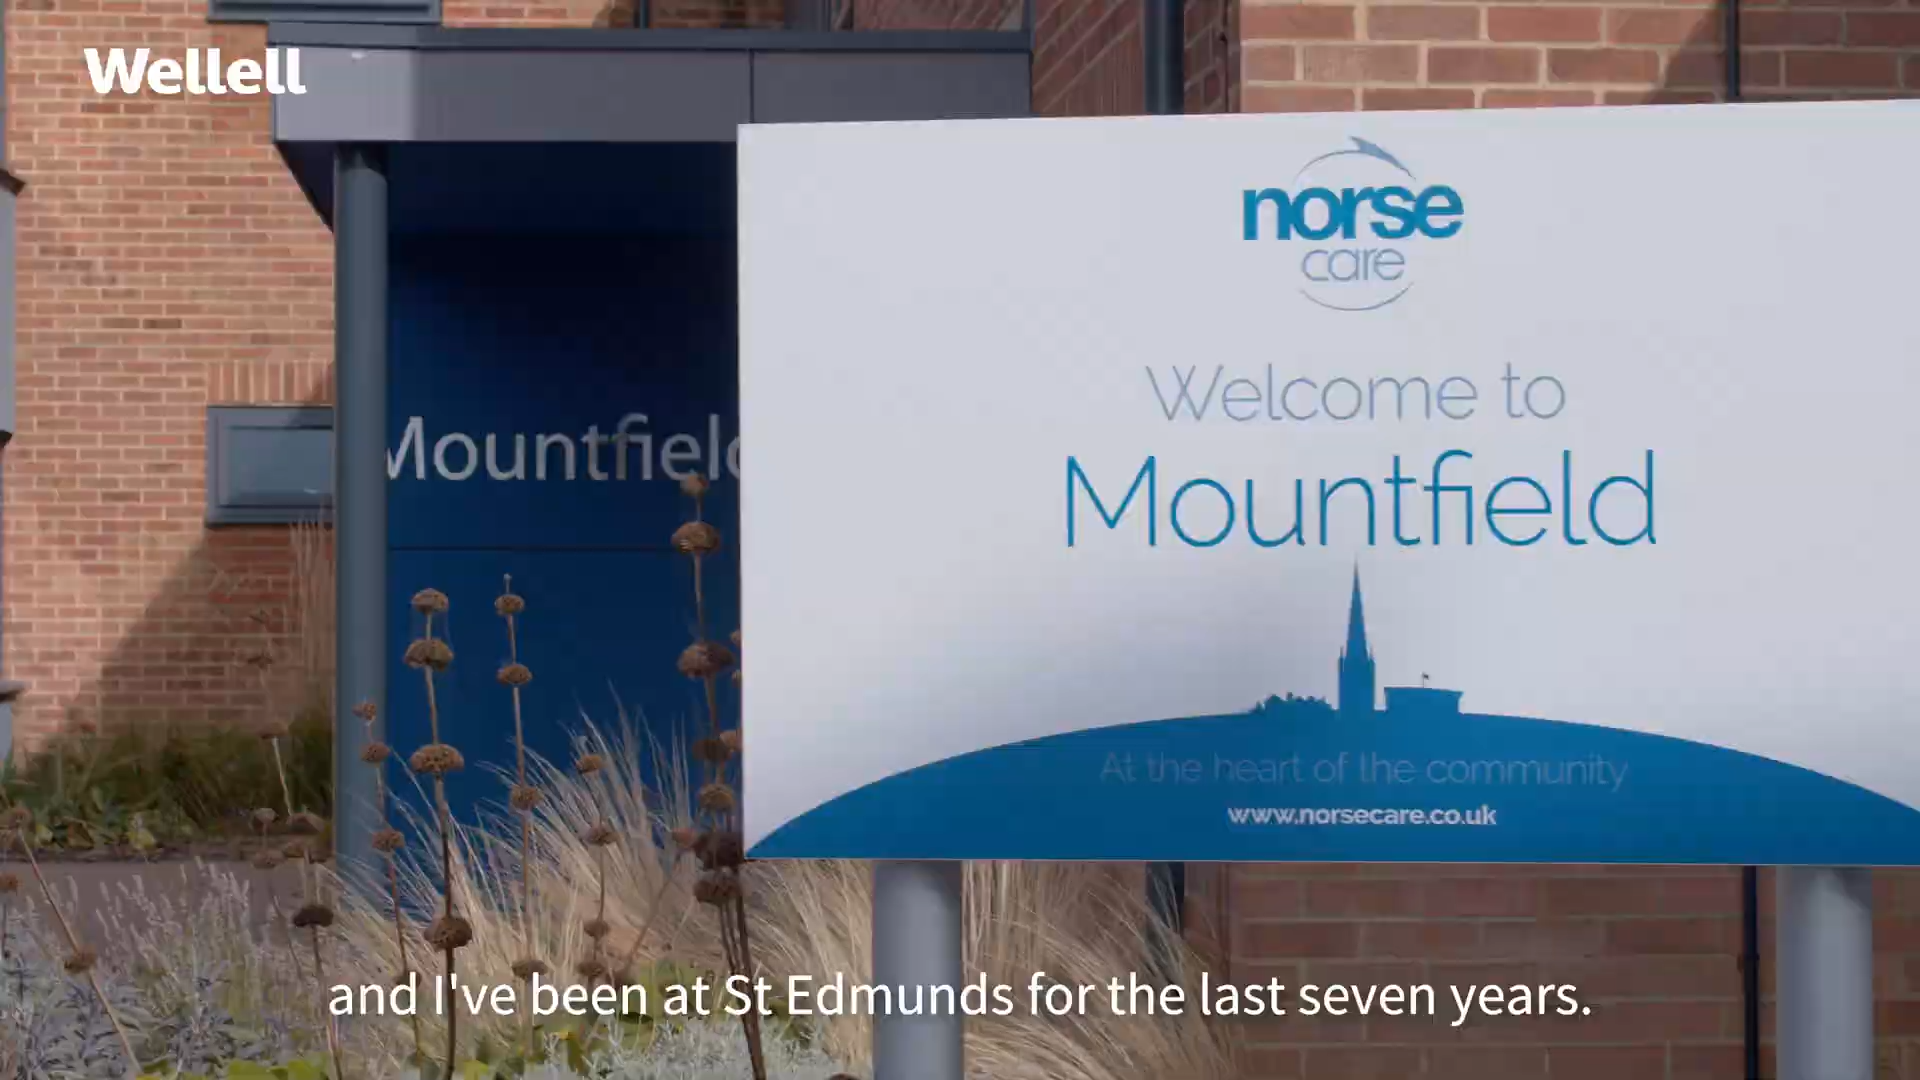 Wellell
norse
care
Welcome to
Mountfield
Mountfield
At the heart of the community
www.norsecare.co.uk
and I've been at St Edmunds for the last seven years.